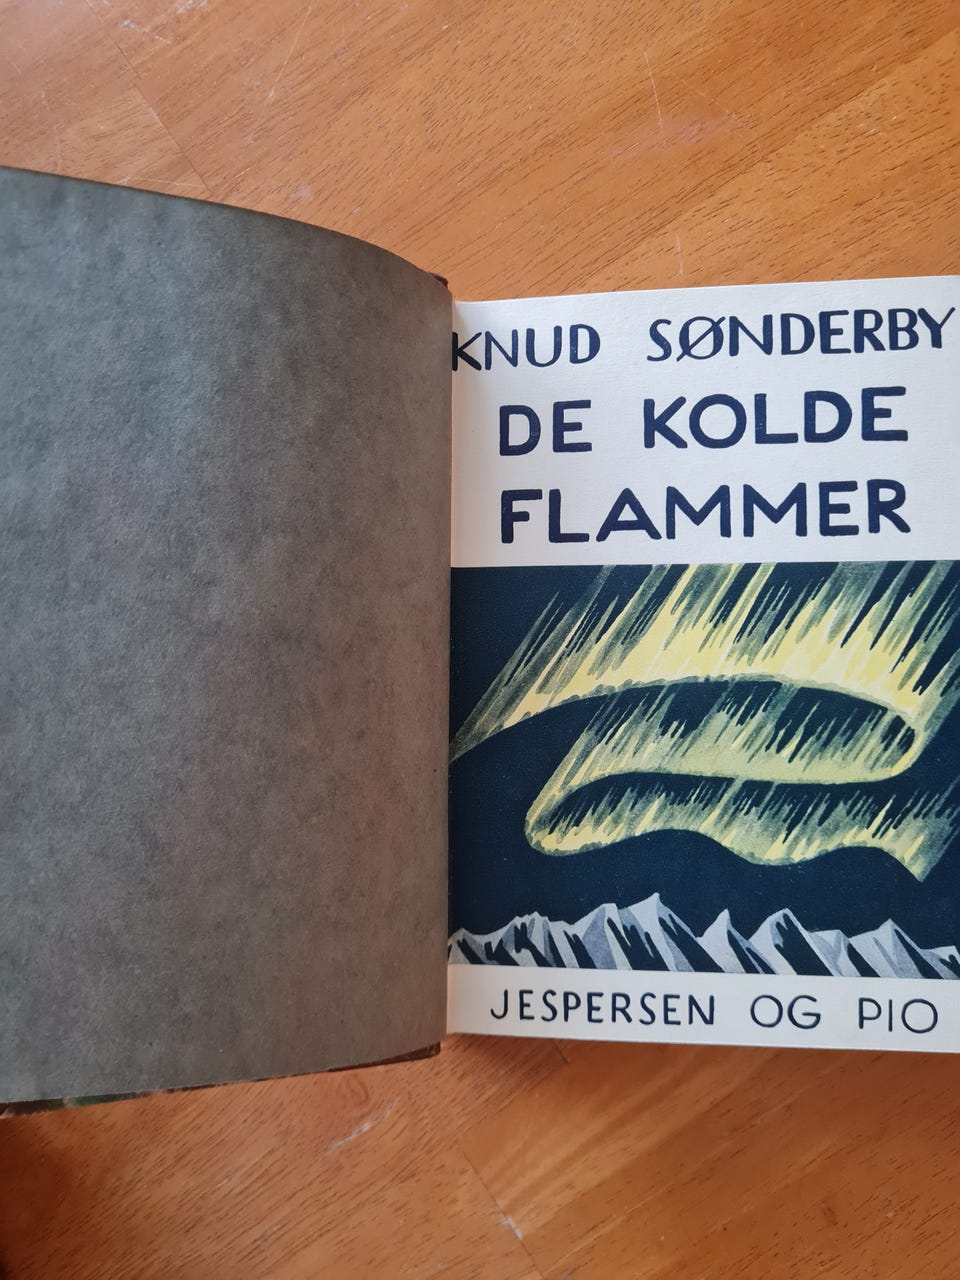 KNUD SØNDERBY
DE KOLDE
FLAMMER
JESPERSEN OG PIO